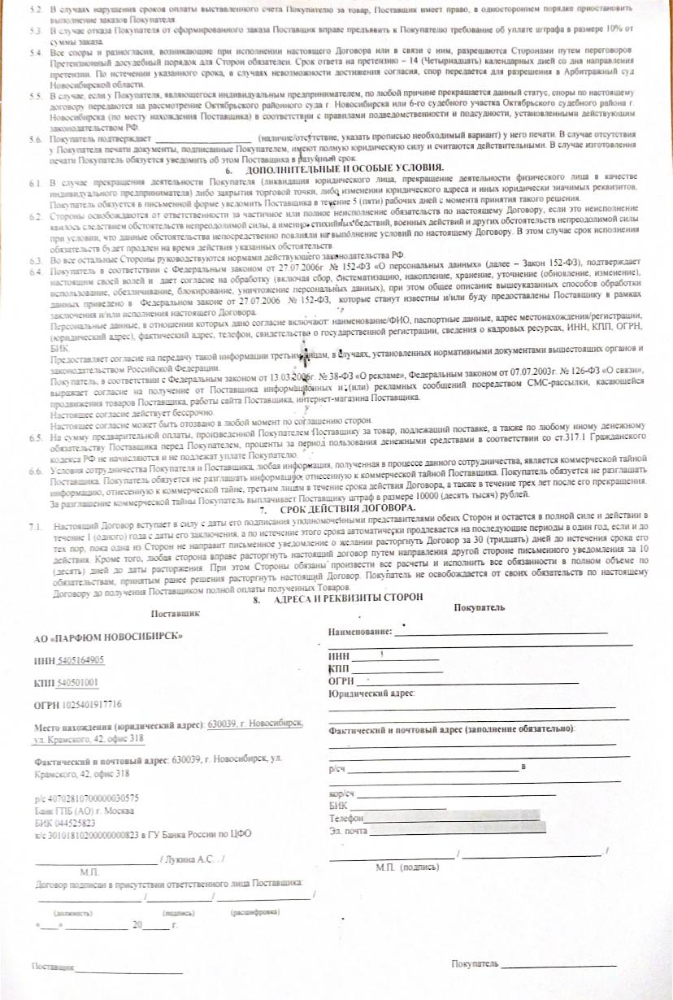 5.2. В случаях нарушения сроков оплаты выставленного счета Покупателю за товар, Поставщик имеет право, в одностороннем порядке приостановить
выполнение заказов Покупателя.
5.3. В случае отказа Покупателя от сформированного заказа Поставщик вправе предъявить к Покупателю требование об уплате штрафа в размере 10% от
суммы заказа.
5.4. Все споры и разногласия, возникающие при исполнении настоящего Договора или в связи с ним, разрешаются Сторонами путем переговоров.
Претензионный досудебный порядок для Сторон обязателен. Срок ответа на претензию – 14 (Четырнадцать) календарных дней со дня направления
претензии. По истечении указанного срока, в случаях невозможности достижения согласия, спор передается для разрешения в Арбитражный суд
Новосибирской области.
5.5. В случае, если у Покупателя, являющегося индивидуальным предпринимателем, по любой причине прекращается данный статус, споры по настоящему
договору передаются на рассмотрение Октябрьского районного суда г. Новосибирска или 6-го судебного участка Октябрьского судебного района г.
Новосибирска (по месту нахождения Поставщика) в соответствии с правилами подведомственности и подсудности, установленными действующим
законодательством РФ.
5.6. Покупатель подтверждает ____________________ (наличие/отсутствие, указать прописью необходимый вариант) у него печати. В случае отсутствия
у Покупателя печати документы, подписанные Покупателем, имеют полную юридическую силу и считаются действительными. В случае изготовления
печати Покупатель обязуется уведомить об этом Поставщика в разумный срок.
6. ДОПОЛНИТЕЛЬНЫЕ И ОСОБЫЕ УСЛОВИЯ.
6.1. В случае прекращения деятельности Покупателя (ликвидация юридического лица, прекращение деятельности физического лица в качестве
индивидуального предпринимателя) либо закрытия торговой точки, либо изменении юридического адреса и иных юридически значимых реквизитов,
Покупатель обязуется в письменной форме уведомить Поставщика в течение 5 (пяти) рабочих дней с момента принятия такого решения.
6.2. Стороны освобождаются от ответственности за частичное или полное неисполнение обязательств по настоящему Договору, если это неисполнение
явилось следствием обстоятельств непреодолимой силы, а именно стихийных бедствий, военных действий и других обстоятельств непреодолимой силы
при условии, что данные обстоятельства непосредственно повлияли на выполнение условий по настоящему Договору. В этом случае срок исполнения
обязательств будет продлен на время действия указанных обстоятельств.
6.3. Во все остальные Стороны руководствуются нормами действующего законодательства РФ.
6.4. Покупатель в соответствии с Федеральным законом от 27.07.2006г. № 152-ФЗ «О персональных данных» (далее – Закон 152-ФЗ), подтверждает
настоящим своей волей и дает согласие на обработку (включая сбор, систематизацию, накопление, хранение, уточнение (обновление, изменение),
использование, обезличивание, блокирование, уничтожение персональных данных), при этом общее описание вышеуказанных способов обработки
данных приведено в Федеральном законе от 27.07.2006 № 152-ФЗ, которые станут известны и/или будут предоставлены Поставщику в рамках
заключения и/или исполнения настоящего Договора.
Персональные данные, в отношении которых дано согласие включают: наименование/ФИО, паспортные данные, адрес местонахождения/регистрации,
(юридический адрес), фактический адрес, телефон, свидетельство о государственной регистрации, сведения о кадровых ресурсах, ИНН, КПП, ОГРН,
БИК.
Предоставляет согласие на передачу такой информации третьим лицам, в случаях, установленных нормативными документами вышестоящих органов и
законодательством Российской Федерации.
Покупатель, в соответствии с Федеральным законом от 13.03.2006г. № 38-ФЗ «О рекламе», Федеральным законом от 07.07.2003г. № 126-ФЗ «О связи»,
выражает согласие на получение от Поставщика информационных и (или) рекламных сообщений посредством СМС-рассылки, касающейся
продвижения товаров Поставщика, работы сайта Поставщика, интернет-магазина Поставщика.
Настоящее согласие действует бессрочно.
Настоящее согласие может быть отозвано в любой момент по соглашению сторон.
6.5. На сумму предварительной оплаты, произведенной Покупателем Поставщику за товар, подлежащий поставке, а также по любому иному денежному
обязательству Поставщика перед Покупателем, проценты за период пользования денежными средствами в соответствии со ст.317.1 Гражданского
кодекса РФ не начисляются и не подлежат уплате Покупателю.
6.6. Условия сотрудничества Покупателя и Поставщика, любая информация, полученная в процессе данного сотрудничества, является коммерческой тайной
Поставщика. Покупатель обязуется не разглашать информацию, отнесенную к коммерческой тайной Поставщика. Покупатель обязуется не разглашать
информацию, отнесенную к коммерческой тайне, третьим лицам в течение срока действия Договора, а также в течение трех лет после его прекращения.
За разглашение коммерческой тайны Покупатель выплачивает Поставщику штраф в размере 10000 (десять тысяч) рублей.
7. СРОК ДЕЙСТВИЯ ДОГОВОРА.
7.1. Настоящий Договор вступает в силу с даты его подписания уполномоченными представителями обеих Сторон и остается в полной силе и действии в
течение 1 (одного) года с даты его заключения, а по истечение этого срока автоматически продлевается на последующие периоды в один год, если и до
тех пор, пока одна из Сторон не направит письменное уведомление о желании расторгнуть Договор за 30 (тридцать) дней до истечения срока его
действия. Кроме того, любая сторона вправе расторгнуть настоящий договор путем направления другой стороне письменного уведомления за 10
(десять) дней до даты расторжения. При этом Стороны обязаны произвести все расчеты и исполнить все обязанности в полном объеме по
обязательствам, принятым ранее решения расторгнуть настоящий Договор. Покупатель не освобождается от своих обязательств по настоящему
Договору до получения Поставщиком полной оплаты полученных Товаров.
8. АДРЕСА И РЕКВИЗИТЫ СТОРОН
Поставщик
АО «ПАРФЮМ НОВОСИБИРСК»
ИНН 5405164905
КПП 540501001
ОГРН 1025401917716
Место нахождения (юридический адрес): 630039, г. Новосибирск,
ул. Крамского, 42, офис 318
Фактический и почтовый адрес: 630039, г. Новосибирск, ул.
Крамского, 42, офис 318
р/с 40702810700000030575
Банк ГПБ (АО) г. Москва
БИК 044525823
к/с 30101810200000000823 в ГУ Банка России по ЦФО
____________________ / Лукина А.С. . /
М.П.
Договор подписан в присутствии ответственного лица Поставщика:
____________________ /____________/ ____________________ /
(должность) (подпись) (расшифровка)
«____» ____________ 20_____ г.
Покупатель
Наименование: ____________________
ИНН ____________________
КПП ____________________
ОГРН ____________________
Юридический адрес:
Фактический и почтовый адрес (заполнение обязательно):
р/сч ____________________ в
кор/сч ____________________
БИК ____________________
Телефон____________________
Эл. почта ____________________
____________________ / ____________________ /
М.П. (подпись)
Поставщик ____________________ Покупатель ____________________